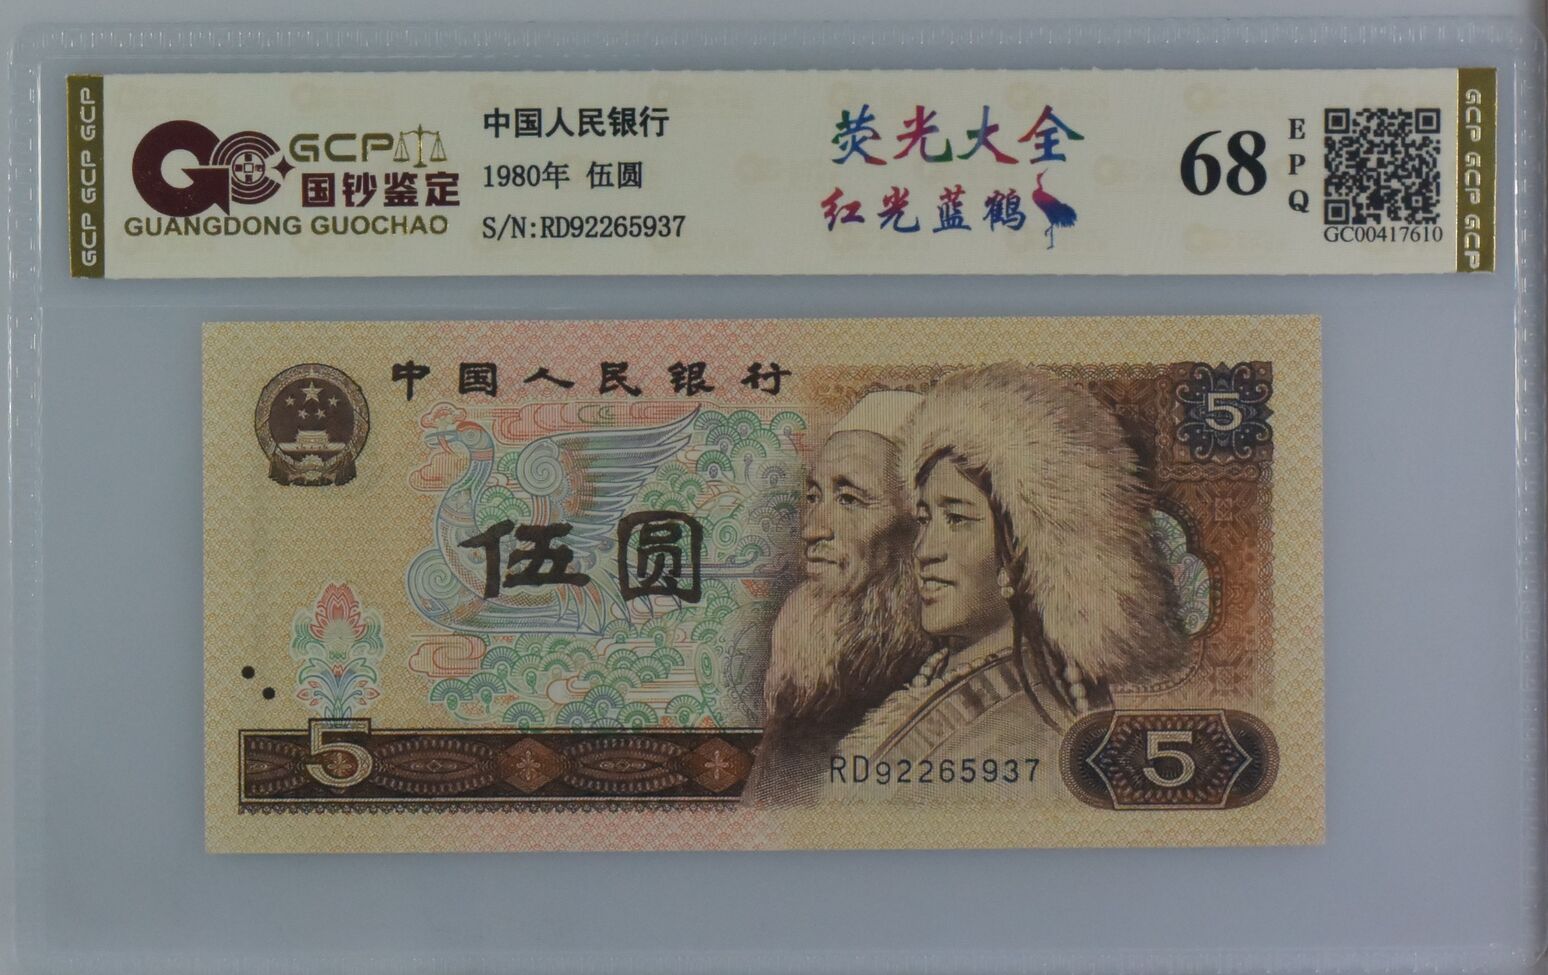 GCP GCP GCP
GCP
国钞鉴定
GUANGDONG GUOCHAO
中国人民银行
1980年 伍圆
S/N:RD92265937
荧光大全
红光蓝鹤
68
EPQ
GC00417610
GCP GCP GCP
中国人民银行
5
伍圆
5
RD92265937
5